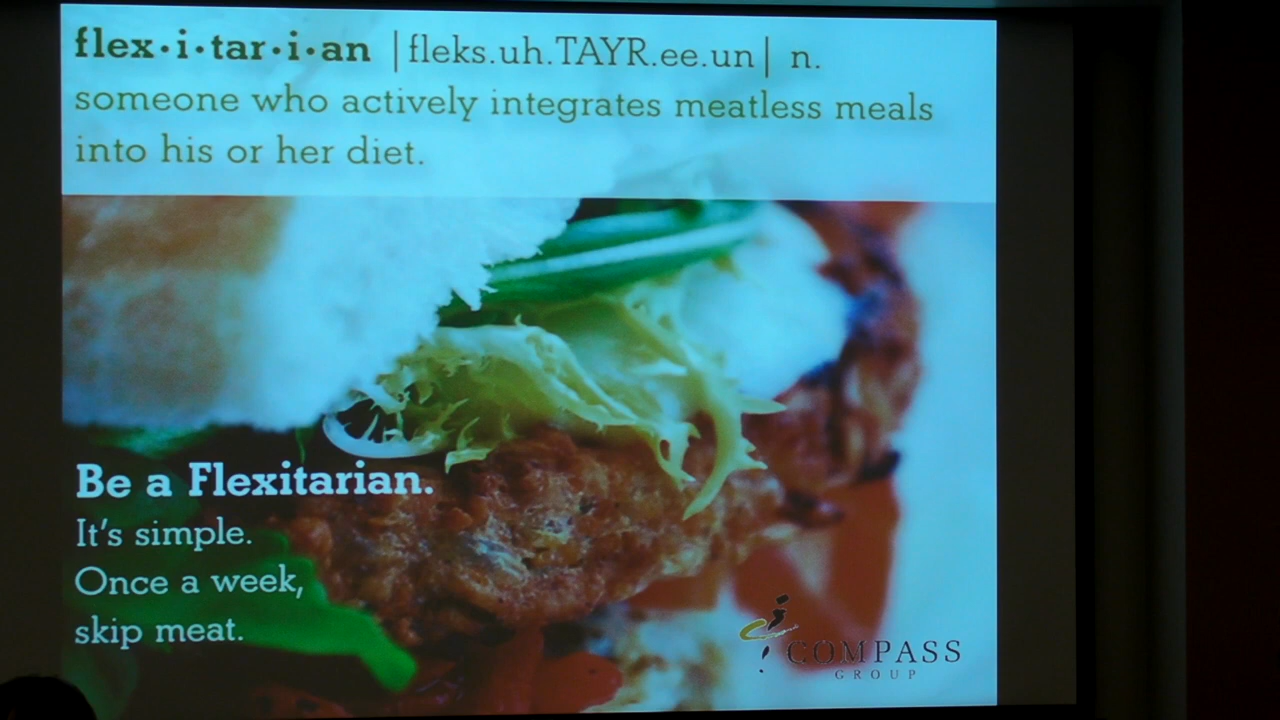 flex·i·tar·i·an |fleks.uh.TAYR.ee.un| n.
someone who actively integrates meatless meals
into his or her diet.
Be a Flexitarian.
It's simple.
Once a week,
skip meat.
COMPASS
GROUP